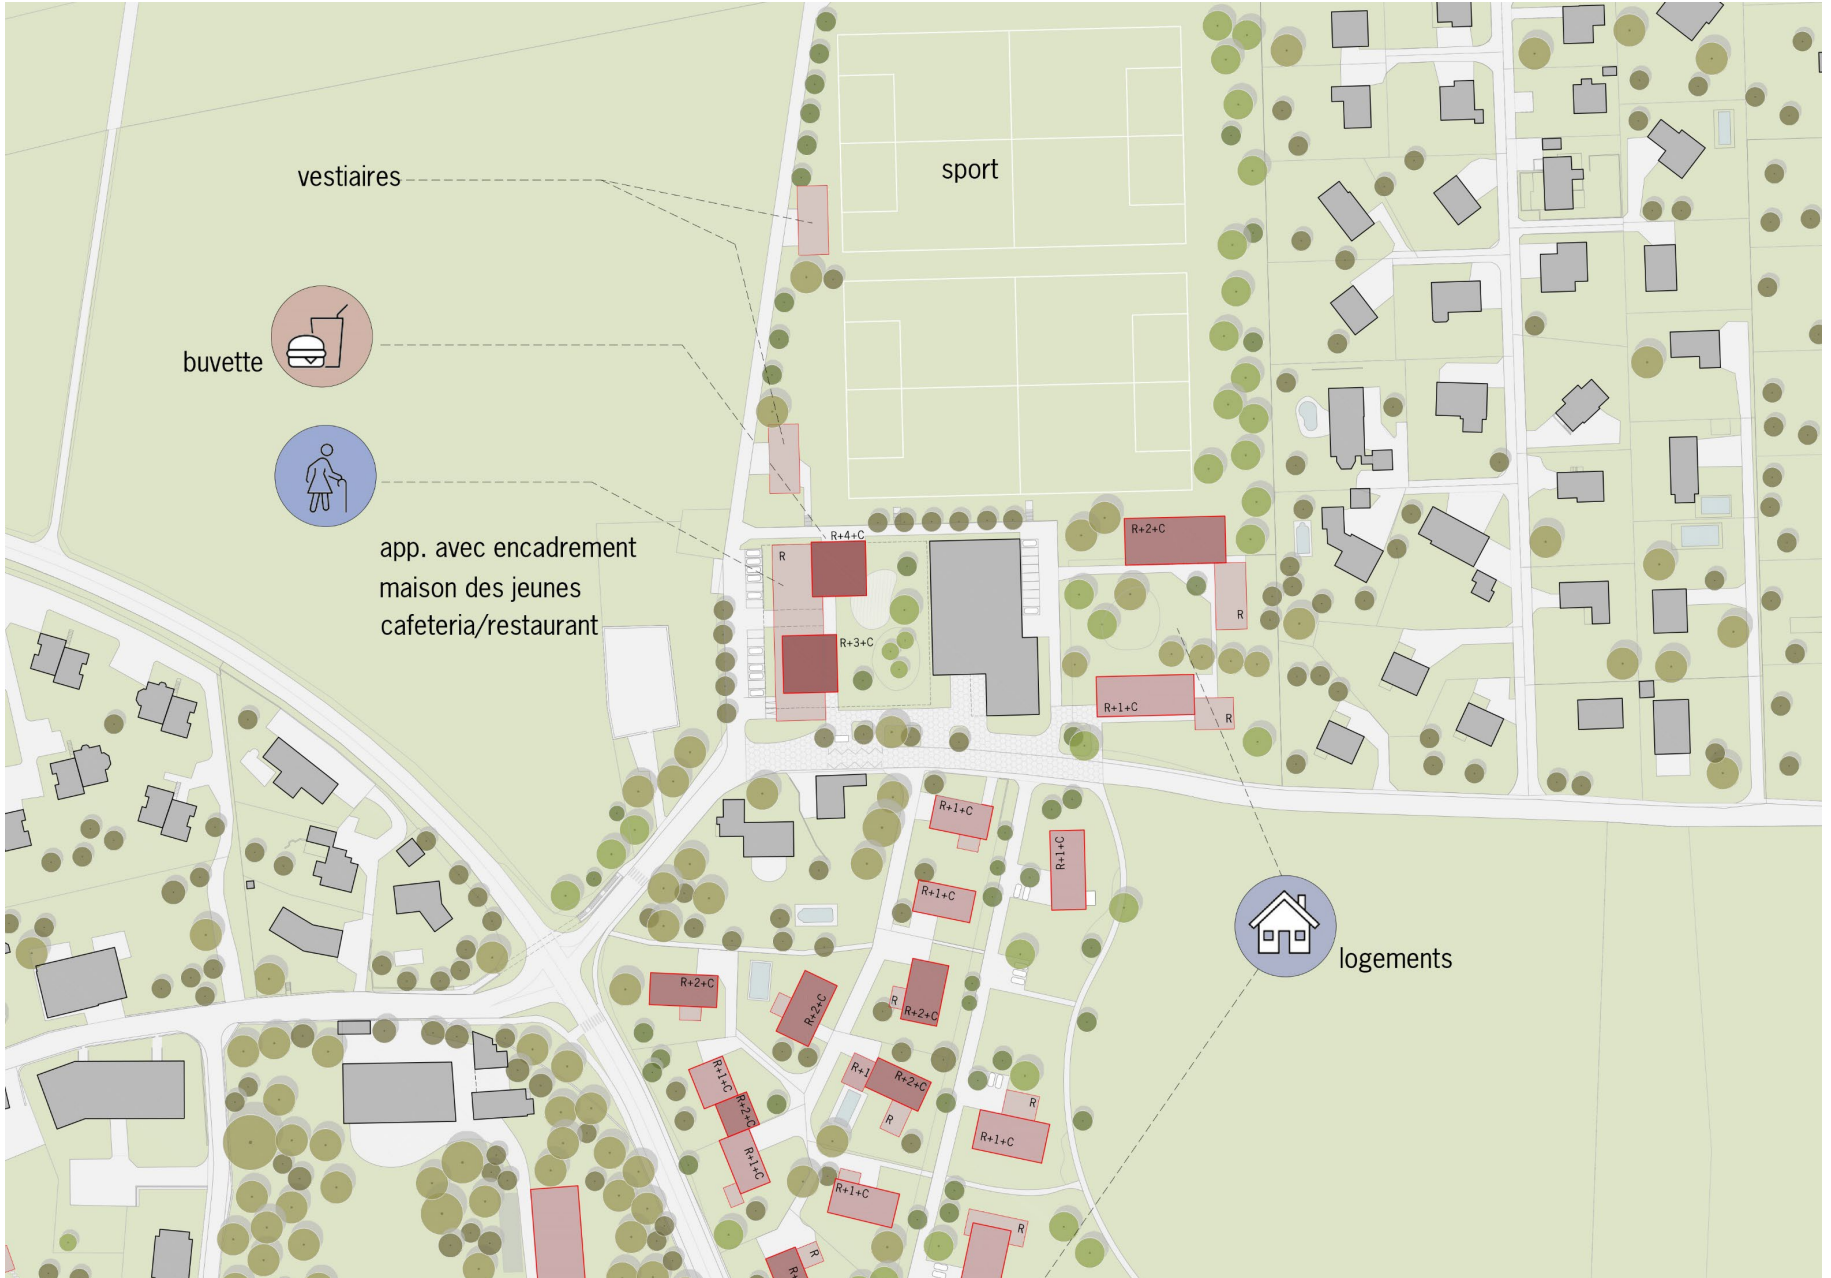 sport
vestiaires
buvette
app. avec encadrement
maison des jeunes
cafeteria/restaurant
R+4+C
R
R+3+C
R+2+C
R
R+1+C
R
R+1+C
R+1+C
R+1+C
logements
R+2+C
R+2+C
R
R+2+C
R+1+C
R+2+C
R+1+C
R+1
R+2+C
R
R
R+1+C
R+1+C
R
R